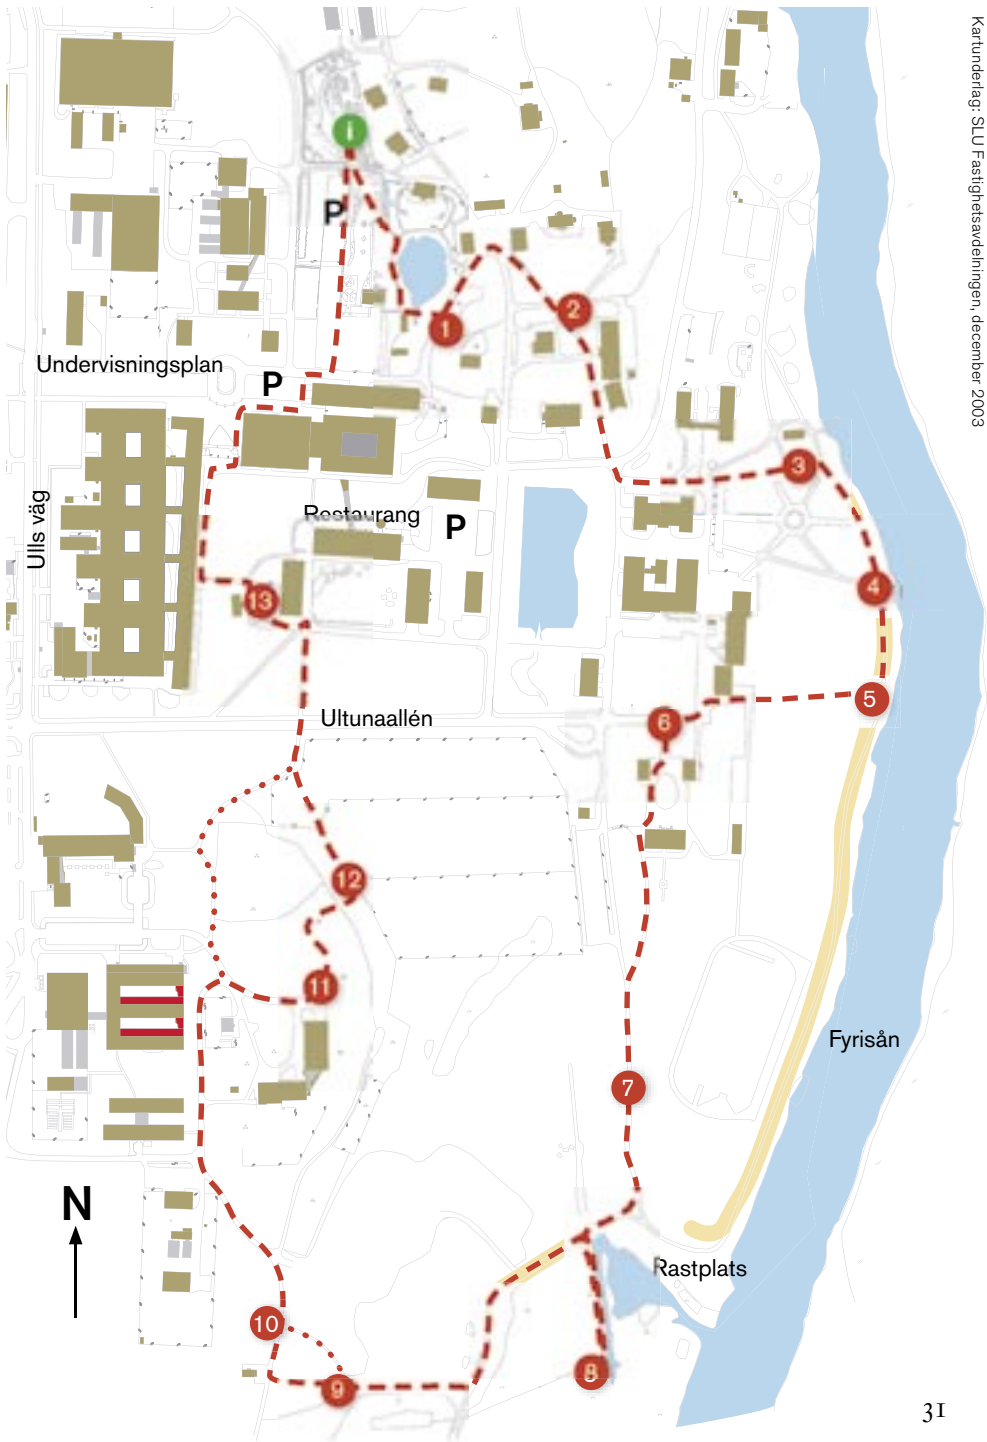 Kartunderlag: SLU Fastighetsavdelningen, december 2003
i
P
1
2
Undervisningsplan
P
3
Ulls väg
Restaurang
P
4
13
5
Ultunaallén
6
12
11
Fyrisån
7
N
Rastplats
10
8
9
31